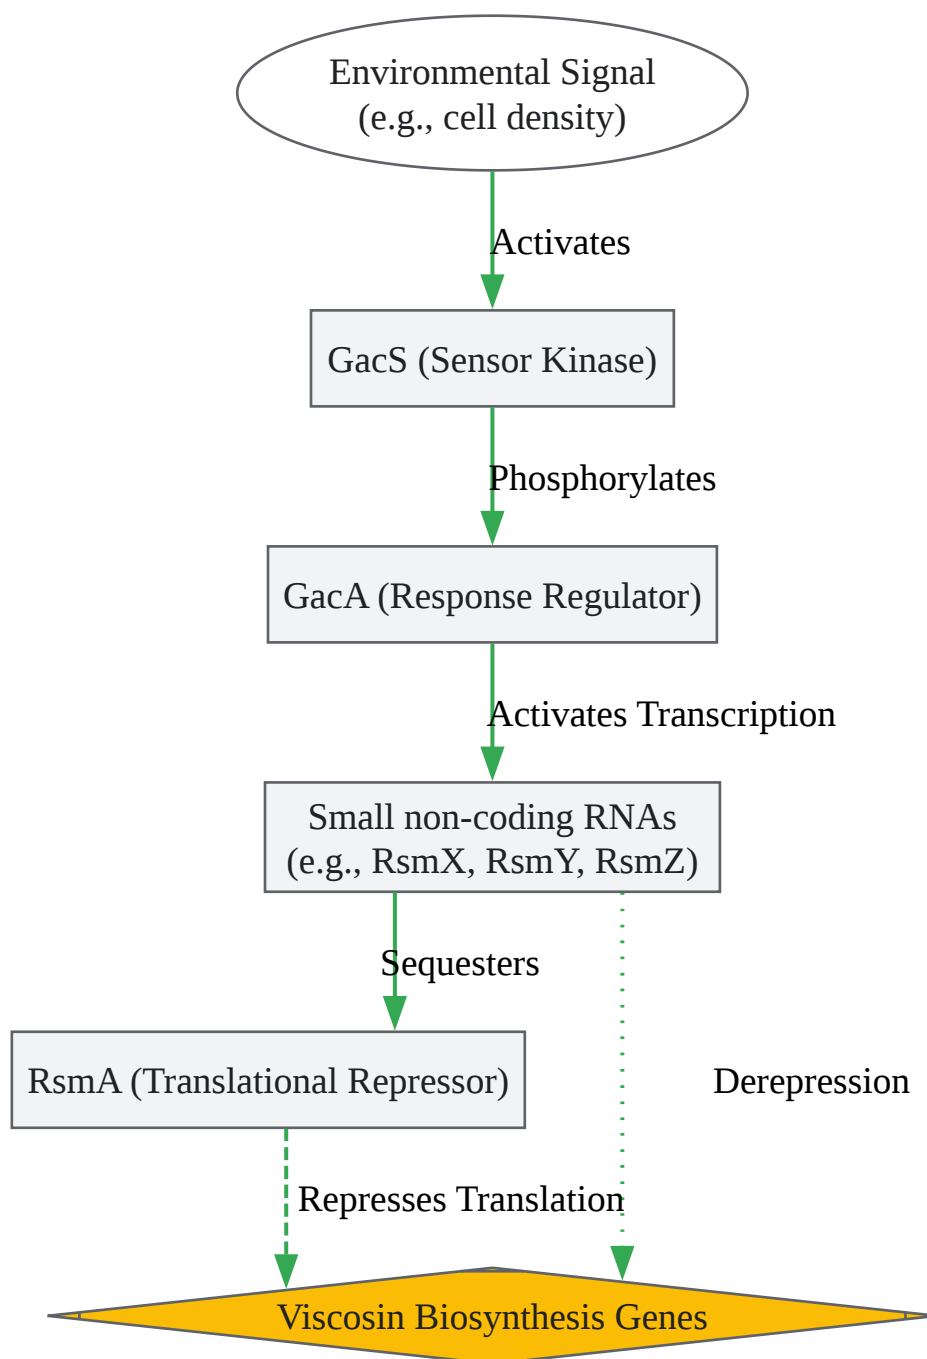 Environmental Signal
(e.g., cell density)
Activates
GacS (Sensor Kinase)
Phosphorylates
GacA (Response Regulator)
Activates Transcription
Small non-coding RNAs
(e.g., RsmX, RsmY, RsmZ)
Sequesters
RsmA (Translational Repressor)
Derepression
Represses Translation
Viscosin Biosynthesis Genes